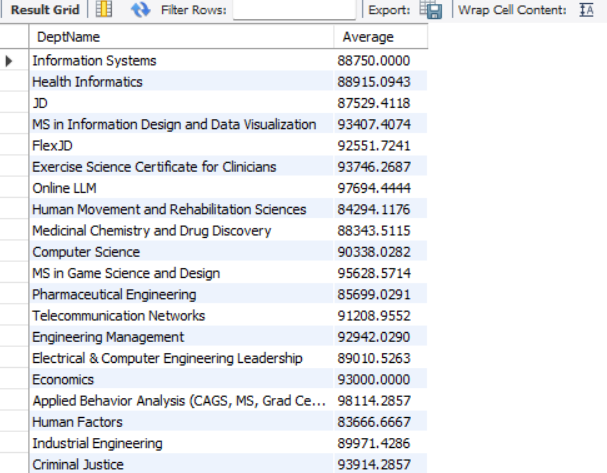 Result Grid Filter Rows: Export: Wrap Cell Content: IA
DeptName Average
Information Systems 88750.0000
Health Informatics 88915.0943
JD 87529.4118
MS in Information Design and Data Visualization 93407.4074
FlexJD 92551.7241
Exercise Science Certificate for Clinicians 93746.2687
Online LLM 97694.4444
Human Movement and Rehabilitation Sciences 84294.1176
Medicinal Chemistry and Drug Discovery 88343.5115
Computer Science 90338.0282
MS in Game Science and Design 95628.5714
Pharmaceutical Engineering 85699.0291
Telecommunication Networks 91208.9552
Engineering Management 92942.0290
Electrical & Computer Engineering Leadership 89010.5263
Economics 93000.0000
Applied Behavior Analysis (CAGS, MS, Grad Ce... 98114.2857
Human Factors 83666.6667
Industrial Engineering 89971.4286
Criminal Justice 93914.2857